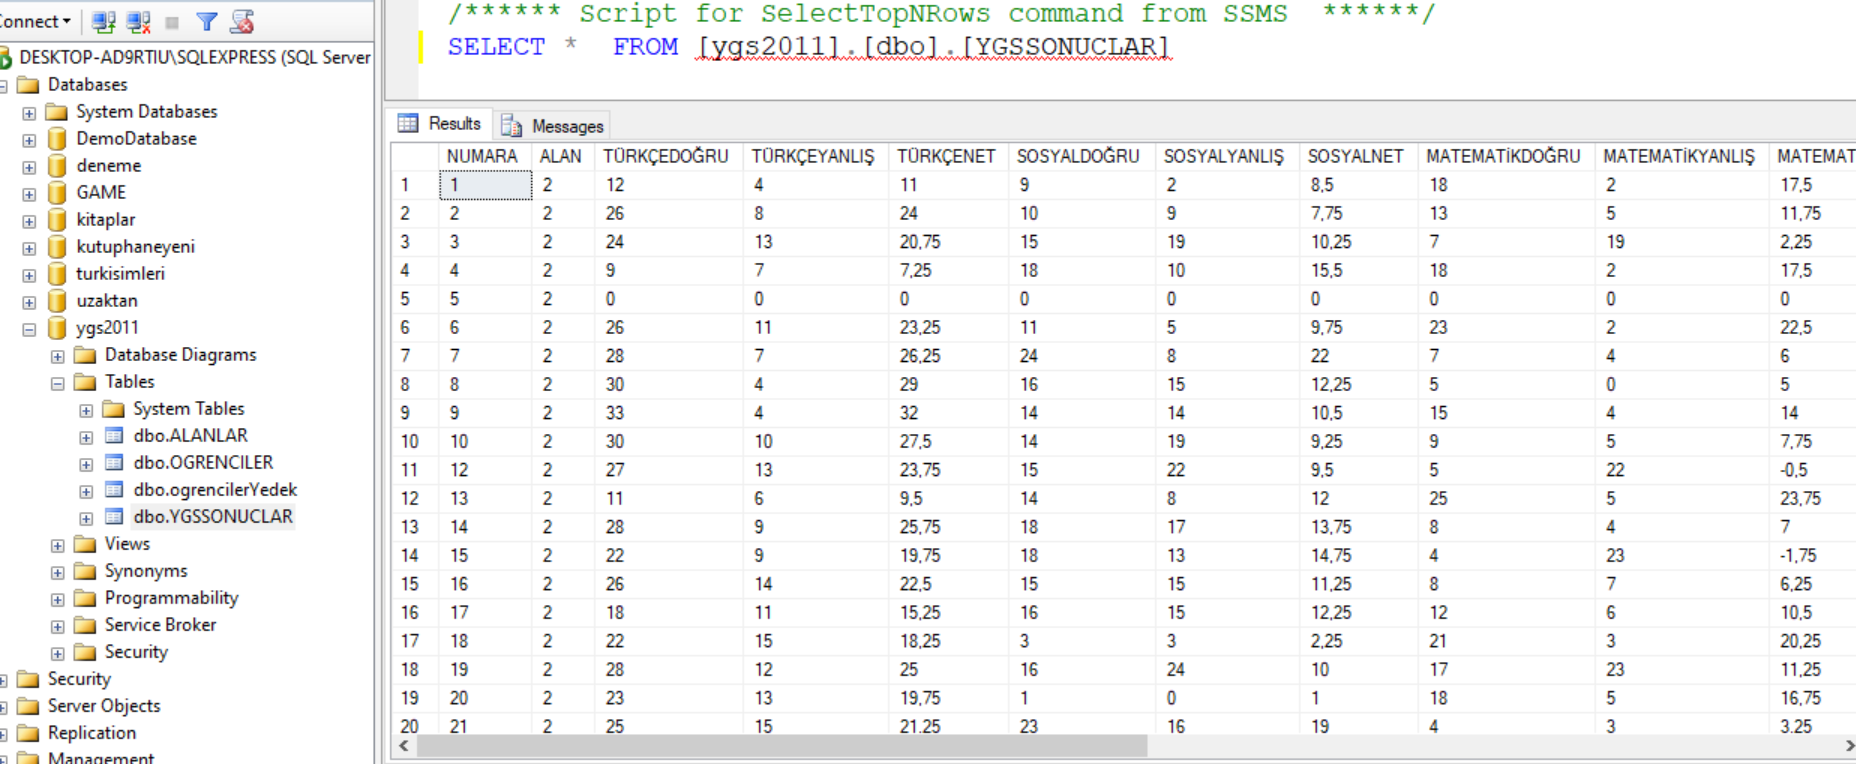 Connect
DESKTOP-AD9RTIU\SQLEXPRESS (SQL Server
Databases
System Databases
DemoDatabase
deneme
GAME
kitaplar
kutuphaneyeni
turkisimleri
uzaktan
ygs2011
Database Diagrams
Tables
System Tables
dbo.ALANLAR
dbo.OGRENCILER
dbo.ogrencilerYedek
dbo.YGSSONUCLAR
Views
Synonyms
Programmability
Service Broker
Security
Security
Server Objects
Replication
Management
/****** Script for SelectTopNRows command from SSMS ******/
SELECT * FROM [ygs2011].[dbo].[YGSSONUCLAR]
Results Messages
NUMARA ALAN TÜRKÇEDOĞRU TÜRKÇEYANLIŞ TÜRKÇENET SOSYALDOĞRU SOSYALYANLIŞ SOSYALNET MATEMATİKDOĞRU MATEMATİKYANLIŞ MATEMAT
1 1 2 12 4 11 9 2 8,5 18 2 17,5
2 2 2 26 8 24 10 9 7,75 13 5 11,75
3 3 2 24 13 20,75 15 19 10,25 7 19 2,25
4 4 2 9 7 7,25 18 10 15,5 18 2 17,5
5 5 2 0 0 0 0 0 0 0 0 0
6 6 2 26 11 23,25 11 5 9,75 23 2 22,5
7 7 2 28 7 26,25 24 8 22 7 4 6
8 8 2 30 4 29 16 15 12,25 5 0 5
9 9 2 33 4 32 14 14 10,5 15 4 14
10 10 2 30 10 27,5 14 19 9,25 9 5 7,75
11 12 2 27 13 23,75 15 22 9,5 5 22 -0,5
12 13 2 11 6 9,5 14 8 12 25 5 23,75
13 14 2 28 9 25,75 18 17 13,75 8 4 7
14 15 2 22 9 19,75 18 13 14,75 4 23 -1,75
15 16 2 26 14 22,5 15 15 11,25 8 7 6,25
16 17 2 18 11 15,25 16 15 12,25 12 6 10,5
17 18 2 22 15 18,25 3 3 2,25 21 3 20,25
18 19 2 28 12 25 16 24 10 17 23 11,25
19 20 2 23 13 19,75 1 0 1 18 5 16,75
20 21 2 25 15 21,25 23 16 19 4 3 3,25